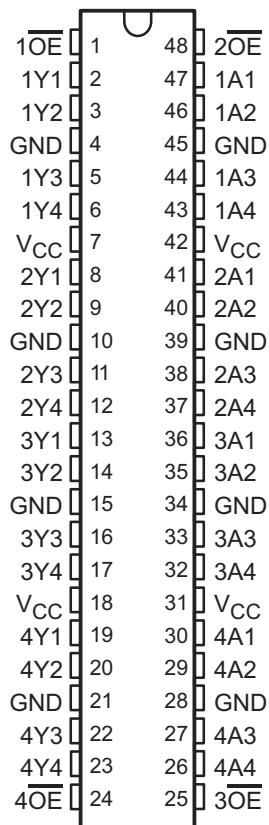 1OE 1 48 2OE
1Y1 2 47 1A1
1Y2 3 46 1A2
GND 4 45 GND
1Y3 5 44 1A3
1Y4 6 43 1A4
VCC 7 42 VCC
2Y1 8 41 2A1
2Y2 9 40 2A2
GND 10 39 GND
2Y3 11 38 2A3
2Y4 12 37 2A4
3Y1 13 36 3A1
3Y2 14 35 3A2
GND 15 34 GND
3Y3 16 33 3A3
3Y4 17 32 3A4
VCC 18 31 VCC
4Y1 19 30 4A1
4Y2 20 29 4A2
GND 21 28 GND
4Y3 22 27 4A3
4Y4 23 26 4A4
4OE 24 25 3OE